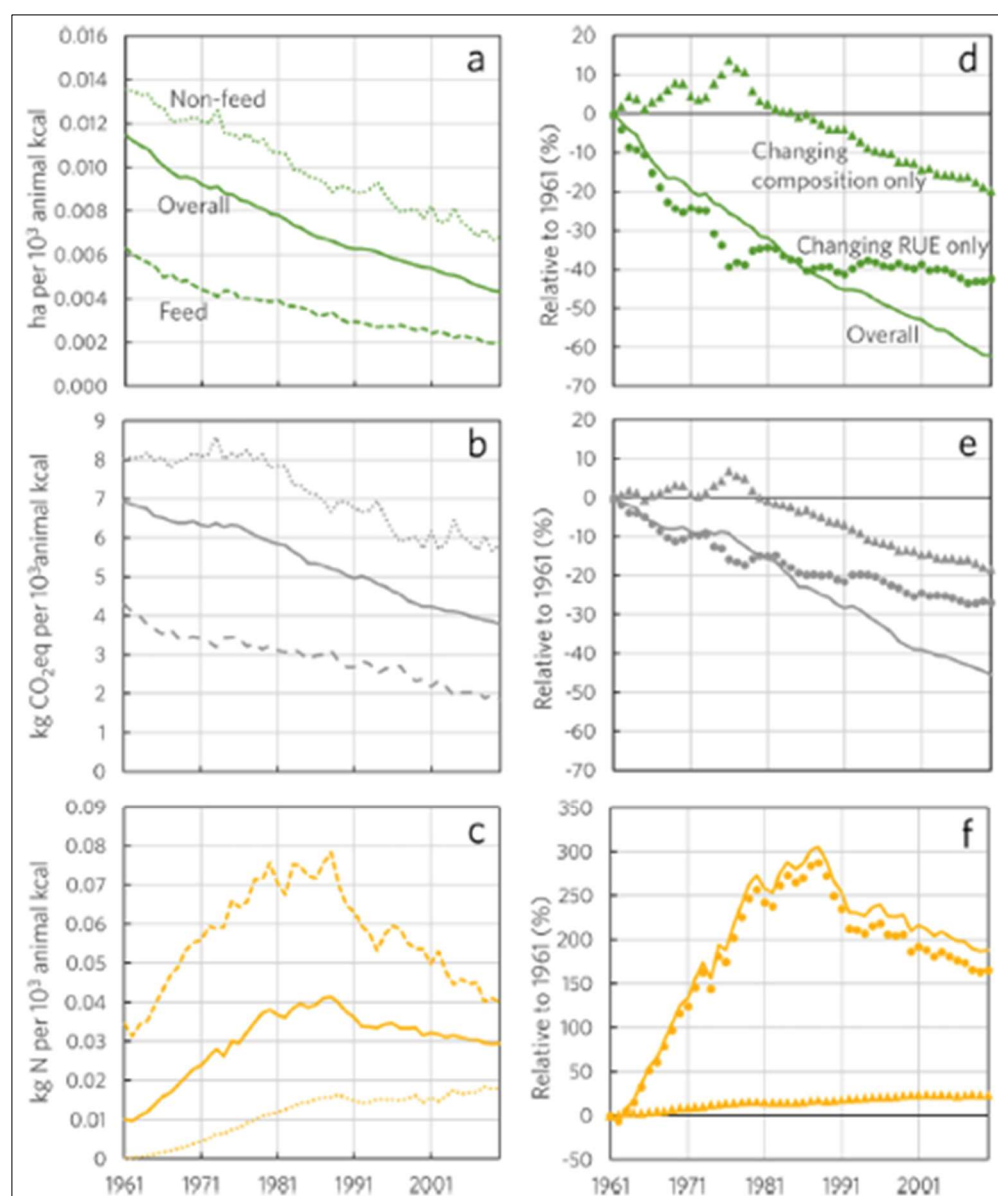 a
0.016
0.014
0.012
0.010
0.008
0.006
0.004
0.002
0.000
ha per 10³ animal kcal
Non-feed
Overall
Feed
d
20
10
0
-10
-20
-30
-40
-50
-60
-70
Relative to 1961 (%)
Changing
composition only
Changing RUE only
Overall
b
9
8
7
6
5
4
3
2
1
0
kg CO₂eq per 10³animal kcal
e
20
10
0
-10
-20
-30
-40
-50
-60
-70
Relative to 1961 (%)
c
0.09
0.08
0.07
0.06
0.05
0.04
0.03
0.02
0.01
0
kg N per 10³ animal kcal
1961 1971 1981 1991 2001
f
350
300
250
200
150
100
50
0
-50
Relative to 1961 (%)
1961 1971 1981 1991 2001